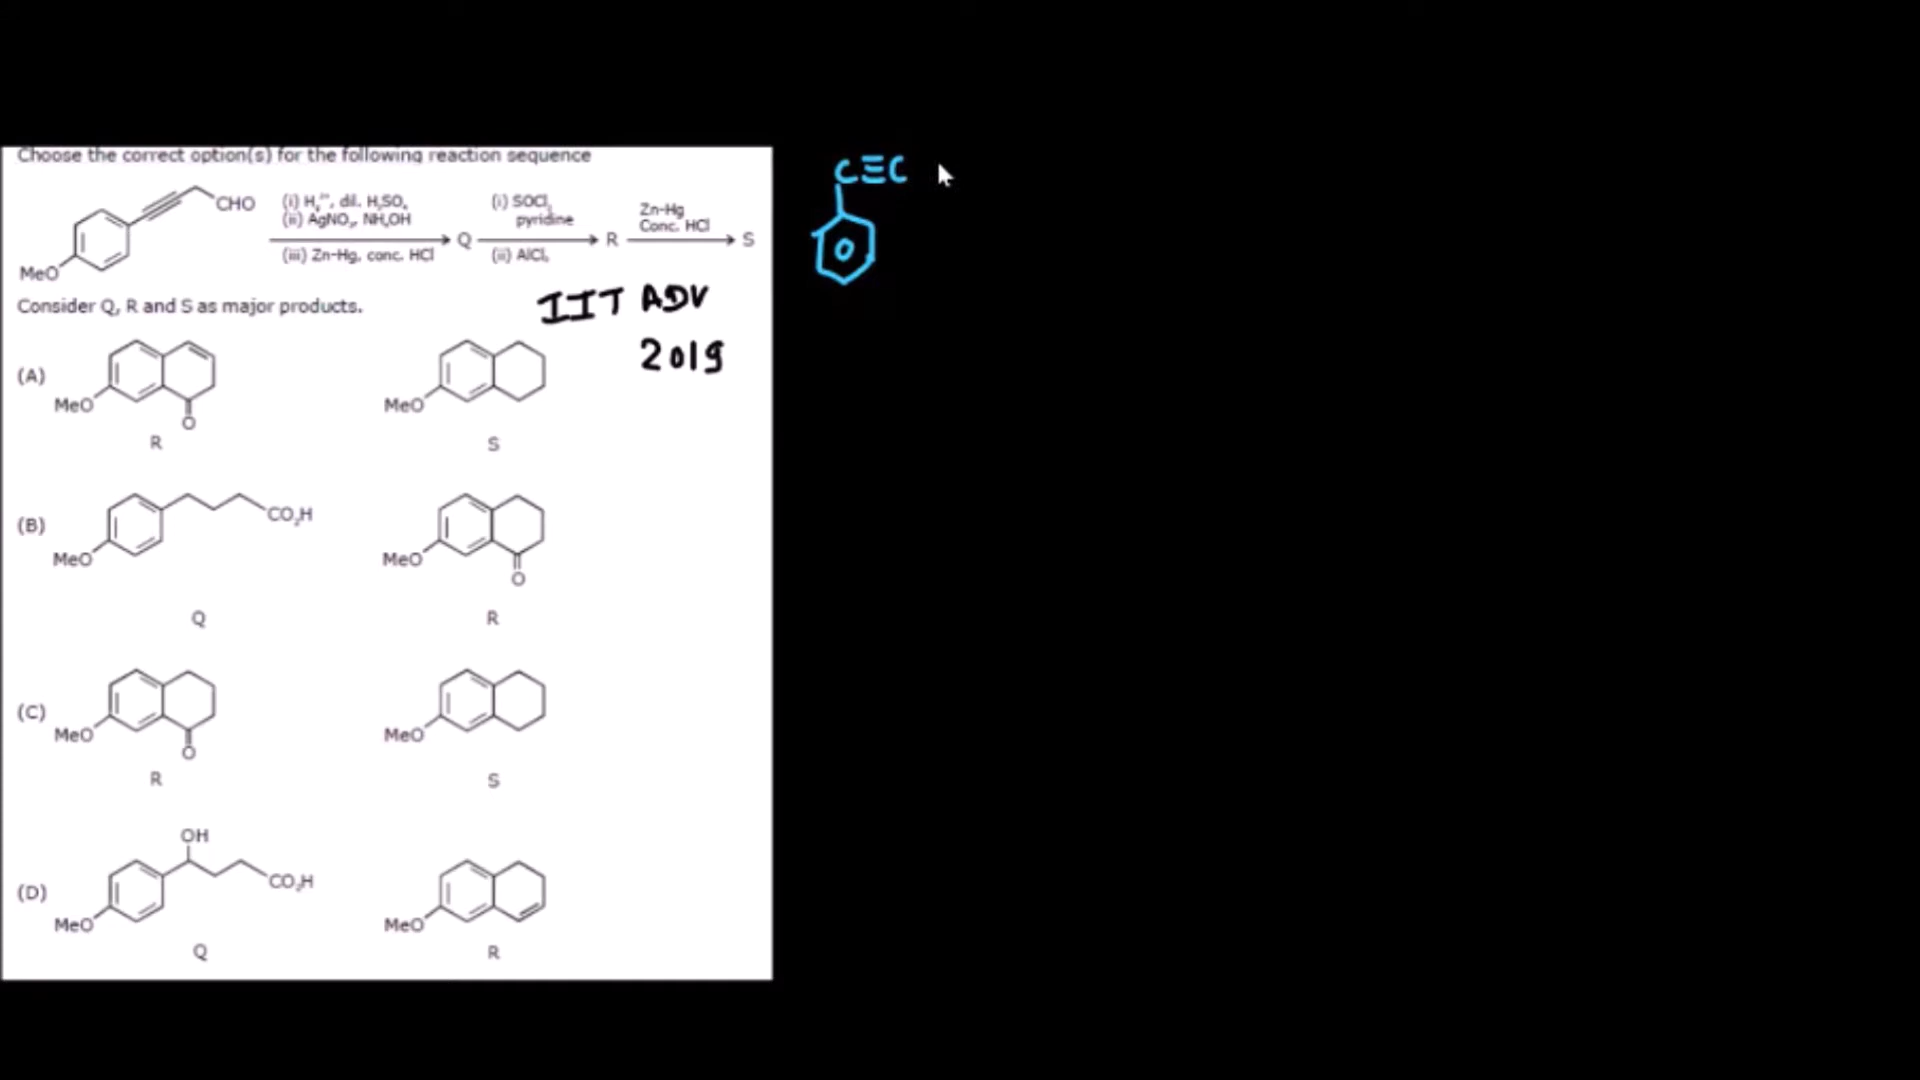 Choose the correct option(s) for the following reaction sequence
CHO
MeO
(i) Hg²⁺, dil. H₂SO₄
(ii) AgNO₃, NH₄OH
(iii) Zn-Hg, conc. HCl
Q
(i) SOCl₂
pyridine
(ii) AlCl₃
R
Zn-Hg
Conc. HCl
S
Consider Q, R and S as major products.
IIT ADV
2019
(A)
MeO
O
R
MeO
S
(B)
CO₂H
MeO
Q
MeO
O
R
(C)
MeO
O
R
MeO
S
(D)
OH
CO₂H
MeO
Q
MeO
R
C≡C